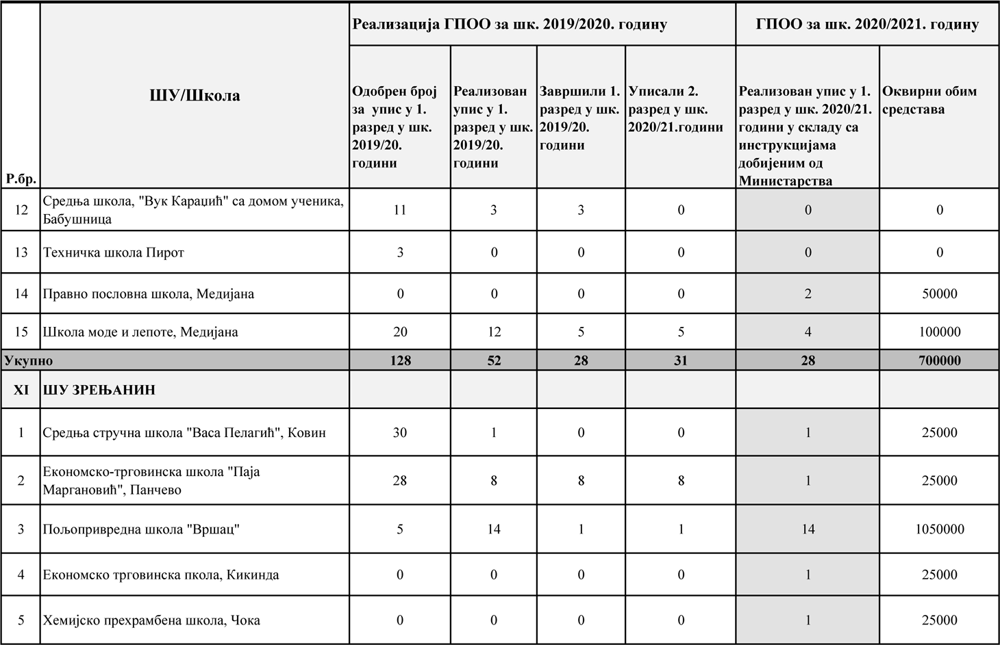 Реализација ГПОО за шк. 2019/2020. годину ГПОО за шк. 2020/2021. годину
Р.бр. ШУ/Школа
Одобрен број
за упис у 1.
разред у шк.
2019/20.
години
Реализован
упис у 1.
разред у шк.
2019/20.
години
Завршили 1.
разред у шк.
2019/20.
години
Уписали 2.
разред у шк.
2020/21.години
Реализован упис у 1.
разред у шк. 2020/21.
години у складу са
инструкцијама
добијеним од
Министарства
Оквирни обим
средстава
12 Средња школа, "Вук Караџић" са домом ученика,
Бабушница 11 3 3 0 0 0
13 Техничка школа Пирот 3 0 0 0 0 0
14 Правно пословна школа, Медијана 0 0 0 0 2 50000
15 Школа моде и лепоте, Медијана 20 12 5 5 4 100000
Укупно 128 52 28 31 28 700000
XI ШУ ЗРЕЊАНИН
1 Средња стручна школа "Васа Пелагић", Ковин 30 1 0 0 1 25000
2 Економско-трговинска школа "Паја
Маргановић", Панчево 28 8 8 8 1 25000
3 Пољопривредна школа "Вршац" 5 14 1 1 14 1050000
4 Економско трговинска пкола, Кикинда 0 0 0 0 1 25000
5 Хемијско прехрамбена школа, Чока 0 0 0 0 1 25000